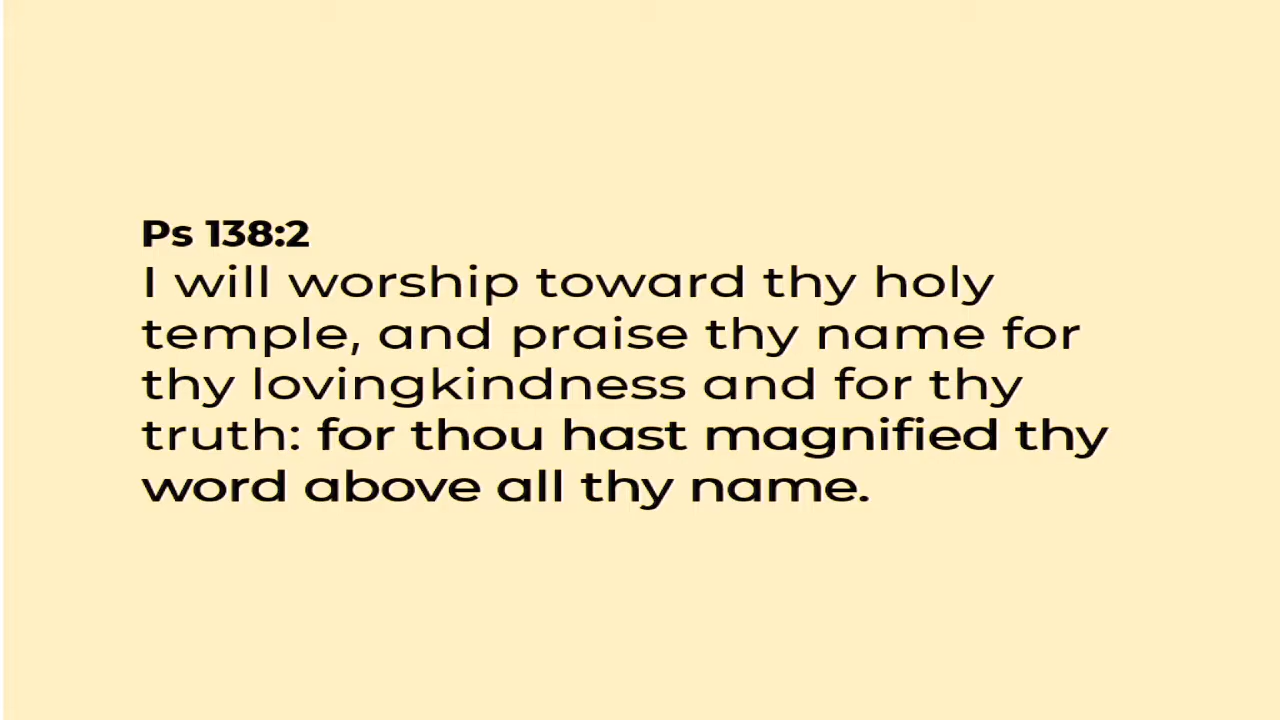 Ps 138:2
I will worship toward thy holy
temple, and praise thy name for
thy lovingkindness and for thy
truth: for thou hast magnified thy
word above all thy name.